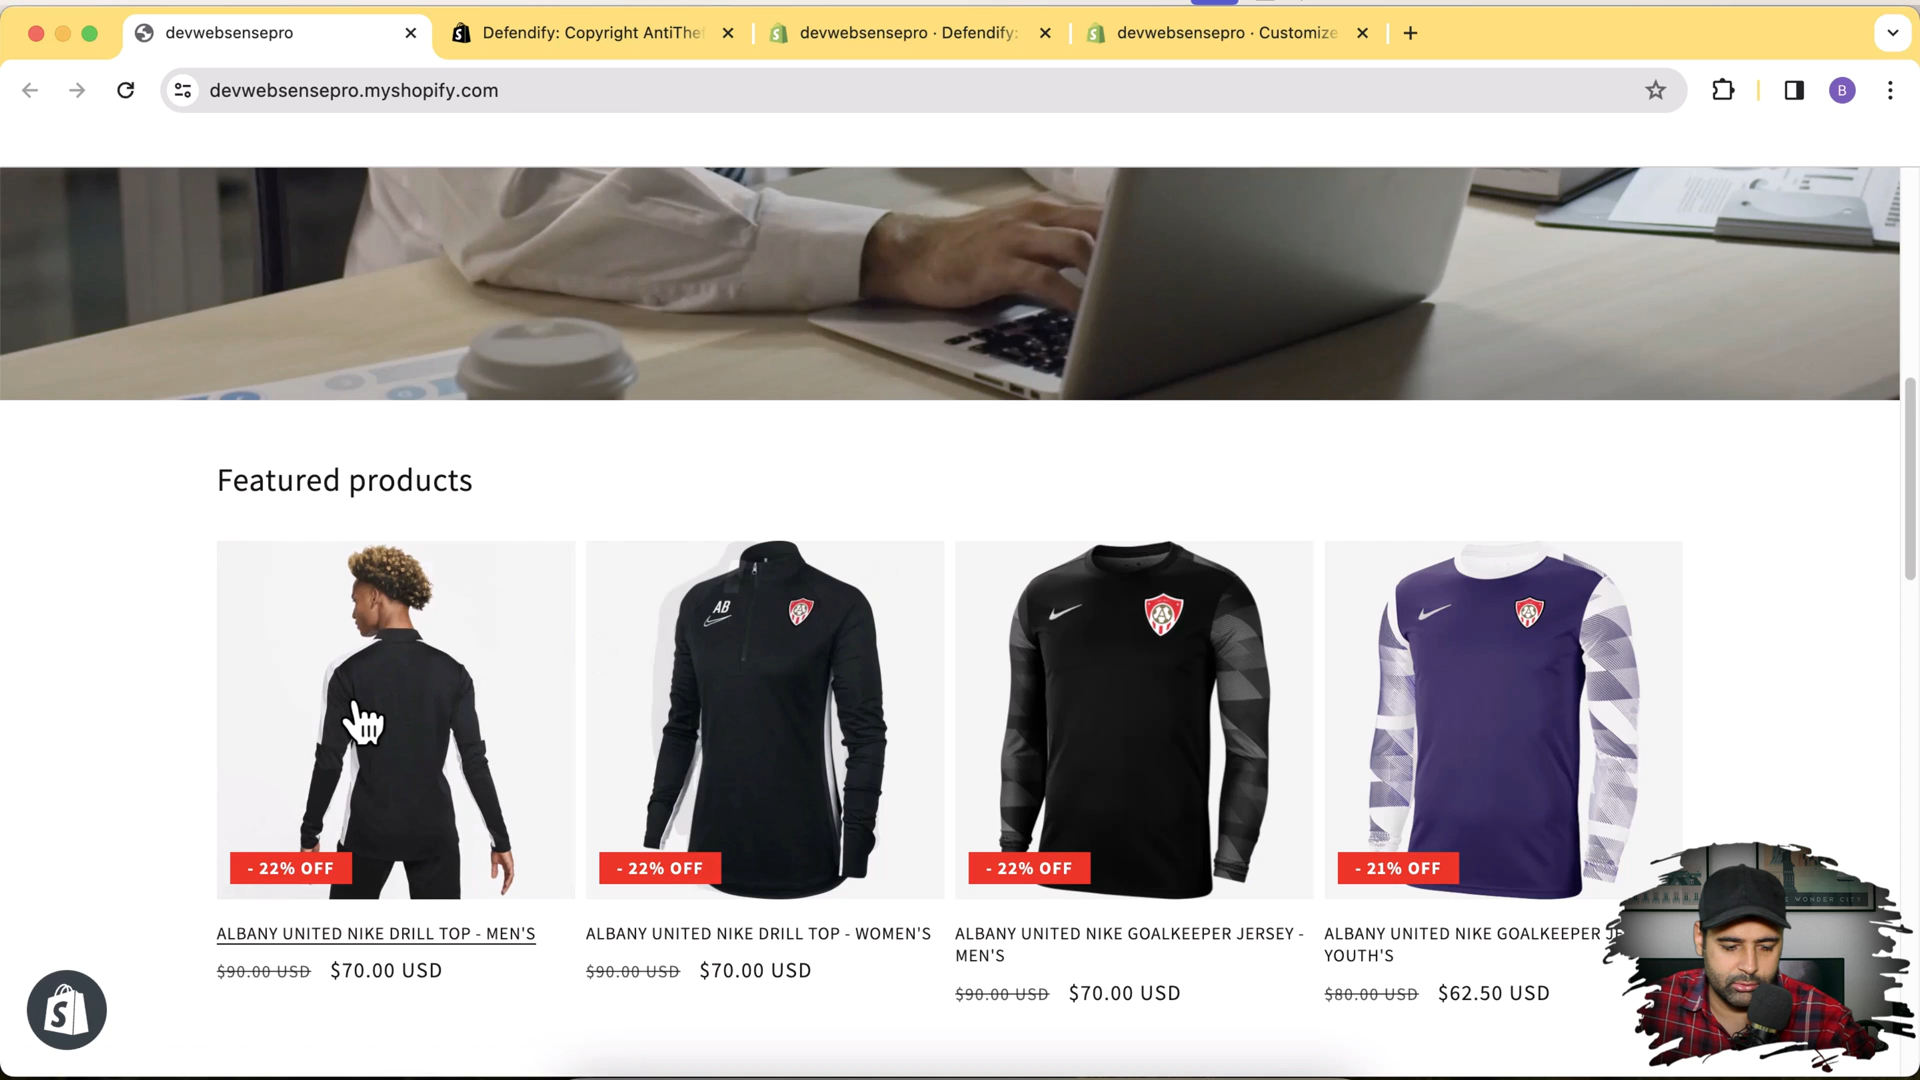 devwebsensepro
Defendify: Copyright AntiThe
devwebsensepro · Defendify:
devwebsensepro · Customize
devwebsensepro.myshopify.com
B
Featured products
AB
- 22% OFF
- 22% OFF
- 22% OFF
- 21% OFF
ALBANY UNITED NIKE DRILL TOP - MEN'S
$90.00 USD $70.00 USD
ALBANY UNITED NIKE DRILL TOP - WOMEN'S
$90.00 USD $70.00 USD
ALBANY UNITED NIKE GOALKEEPER JERSEY -
MEN'S
$90.00 USD $70.00 USD
ALBANY UNITED NIKE GOALKEEPER
YOUTH'S
$80.00 USD $62.50 USD
WONDER CITY